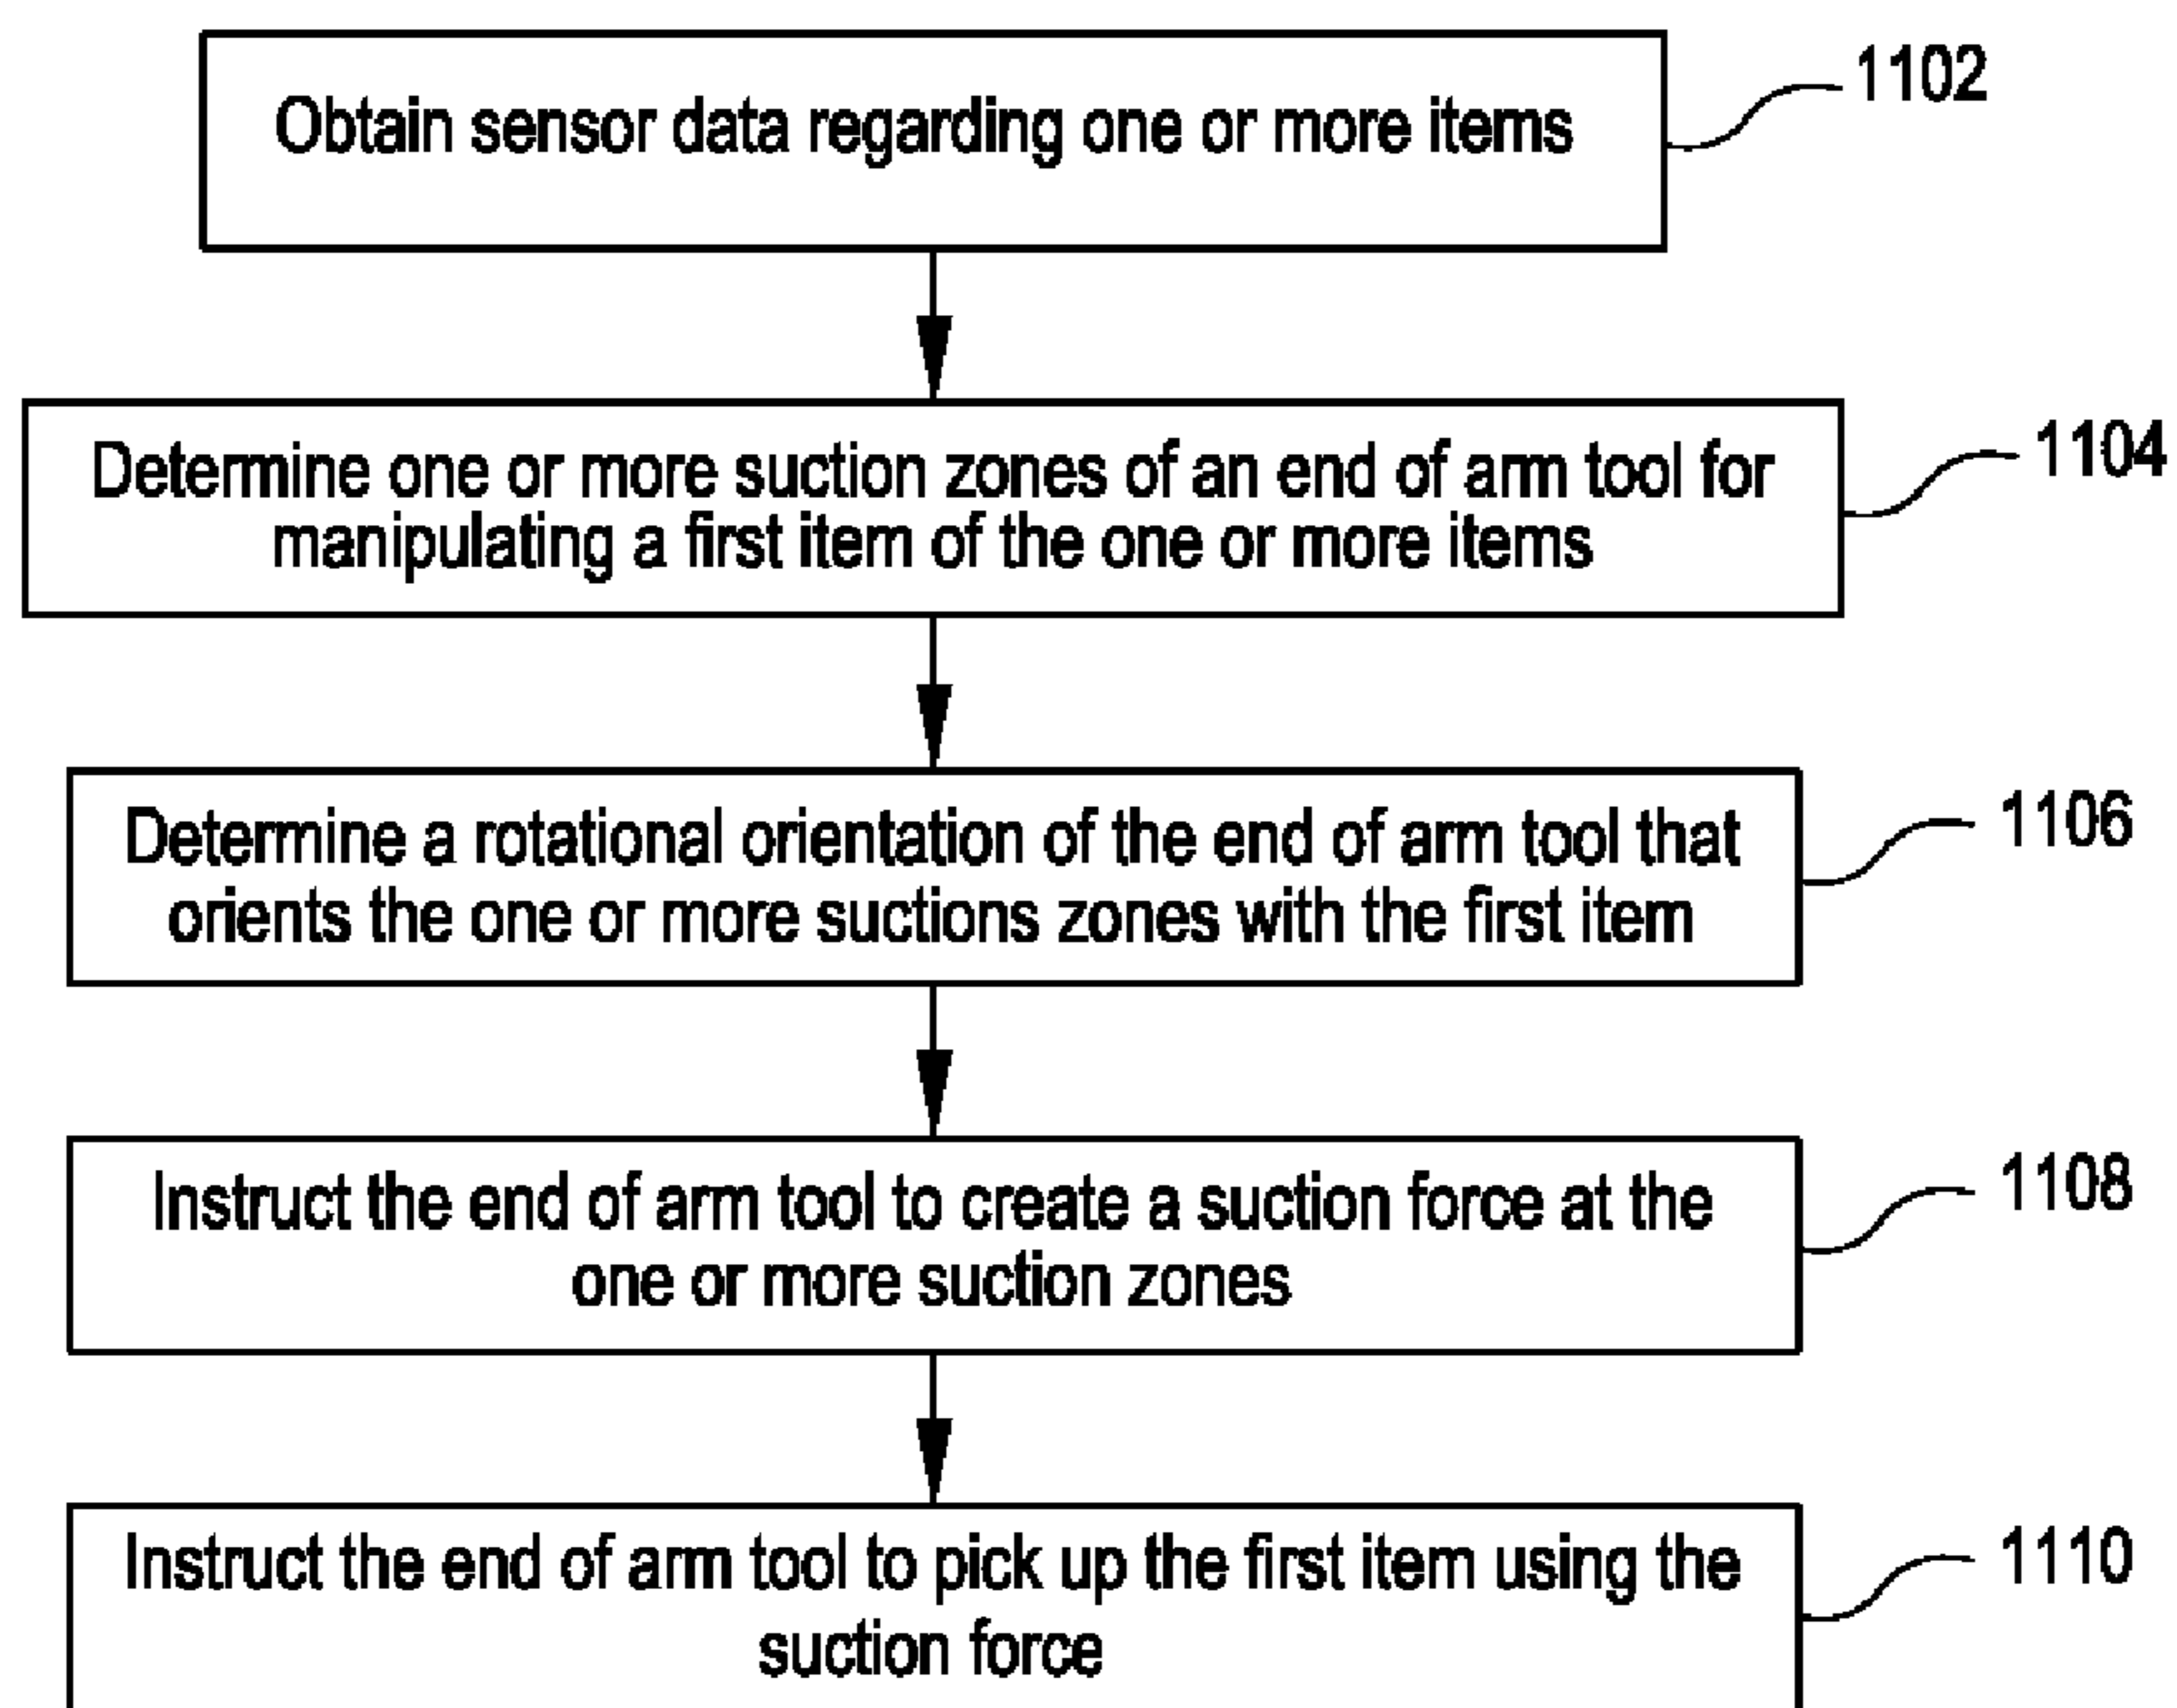 Obtain sensor data regarding one or more items
1102
Determine one or more suction zones of an end of arm tool for
manipulating a first item of the one or more items
1104
Determine a rotational orientation of the end of arm tool that
orients the one or more suctions zones with the first item
1106
Instruct the end of arm tool to create a suction force at the
one or more suction zones
1108
Instruct the end of arm tool to pick up the first item using the
suction force
1110